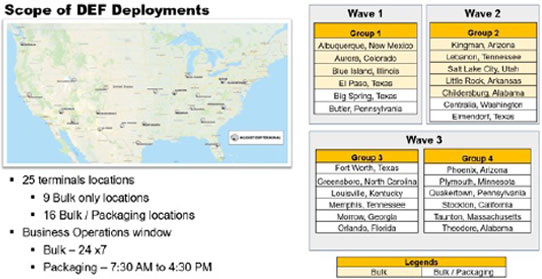 Scope of DEF Deployments
25 terminals locations
9 Bulk only locations
16 Bulk / Packaging locations
Business Operations window
Bulk – 24 x7
Packaging – 7:30 AM to 4:30 PM
Wave 1
Group 1
Albuquerque, New Mexico
Aurora, Colorado
Blue Island, Illinois
El Paso, Texas
Big Spring, Texas
Butler, Pennsylvania
Wave 2
Group 2
Kingman, Arizona
Lebanon, Tennessee
Salt Lake City, Utah
Little Rock, Arkansas
Childersburg, Alabama
Centralia, Washington
Elmendorf, Texas
Wave 3
Group 3
Fort Worth, Texas
Greensboro, North Carolina
Louisville, Kentucky
Memphis, Tennessee
Morrow, Georgia
Orlando, Florida
Group 4
Phoenix, Arizona
Plymouth, Minnesota
Quakertown, Pennsylvania
Stockton, California
Taunton, Massachusetts
Theodore, Alabama
Legends
Bulk
Bulk / Packaging